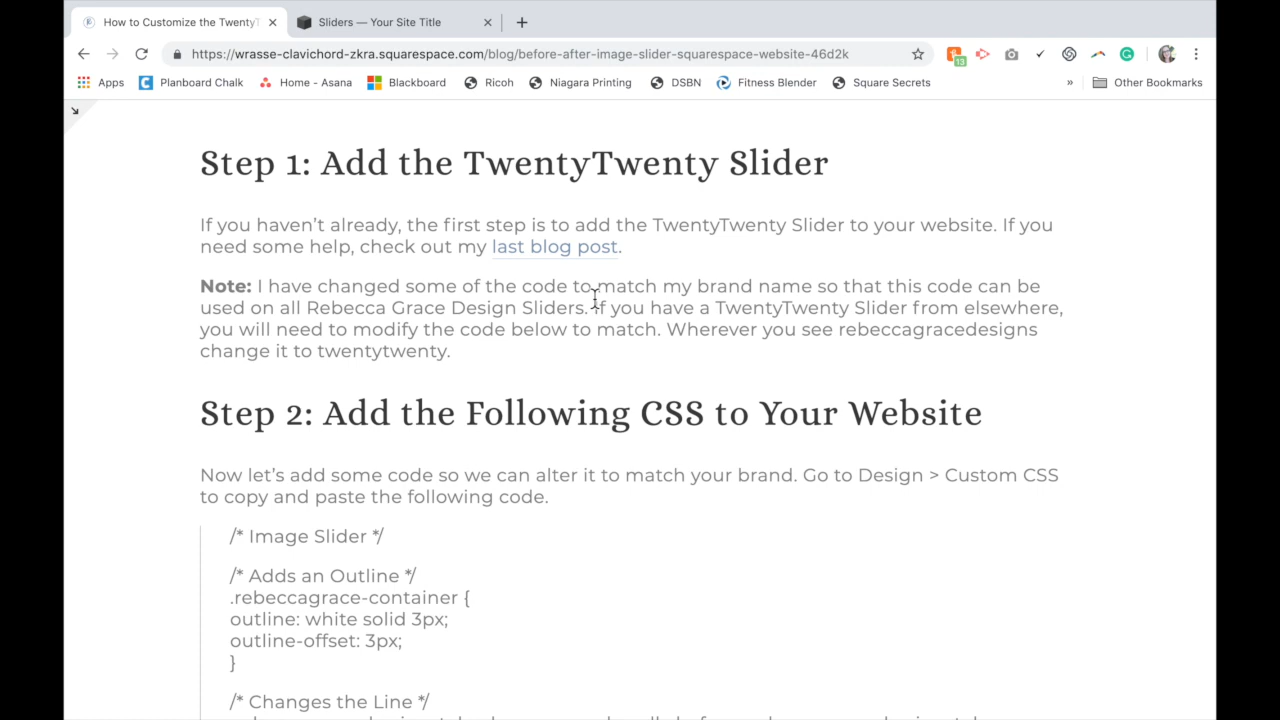 How to Customize the Twenty
Sliders — Your Site Title
https://wrasse-clavichord-zkra.squarespace.com/blog/before-after-image-slider-squarespace-website-46d2k
13
Apps Planboard Chalk Home - Asana Blackboard Ricoh Niagara Printing DSBN Fitness Blender Square Secrets » Other Bookmarks
Step 1: Add the TwentyTwenty Slider
If you haven’t already, the first step is to add the TwentyTwenty Slider to your website. If you
need some help, check out my last blog post.
Note: I have changed some of the code to match my brand name so that this code can be
used on all Rebecca Grace Design Sliders. If you have a TwentyTwenty Slider from elsewhere,
you will need to modify the code below to match. Wherever you see rebeccagracedesigns
change it to twentytwenty.
Step 2: Add the Following CSS to Your Website
Now let’s add some code so we can alter it to match your brand. Go to Design > Custom CSS
to copy and paste the following code.
/* Image Slider */
/* Adds an Outline */
.rebeccagrace-container {
outline: white solid 3px;
outline-offset: 3px;
}
/* Changes the Line */